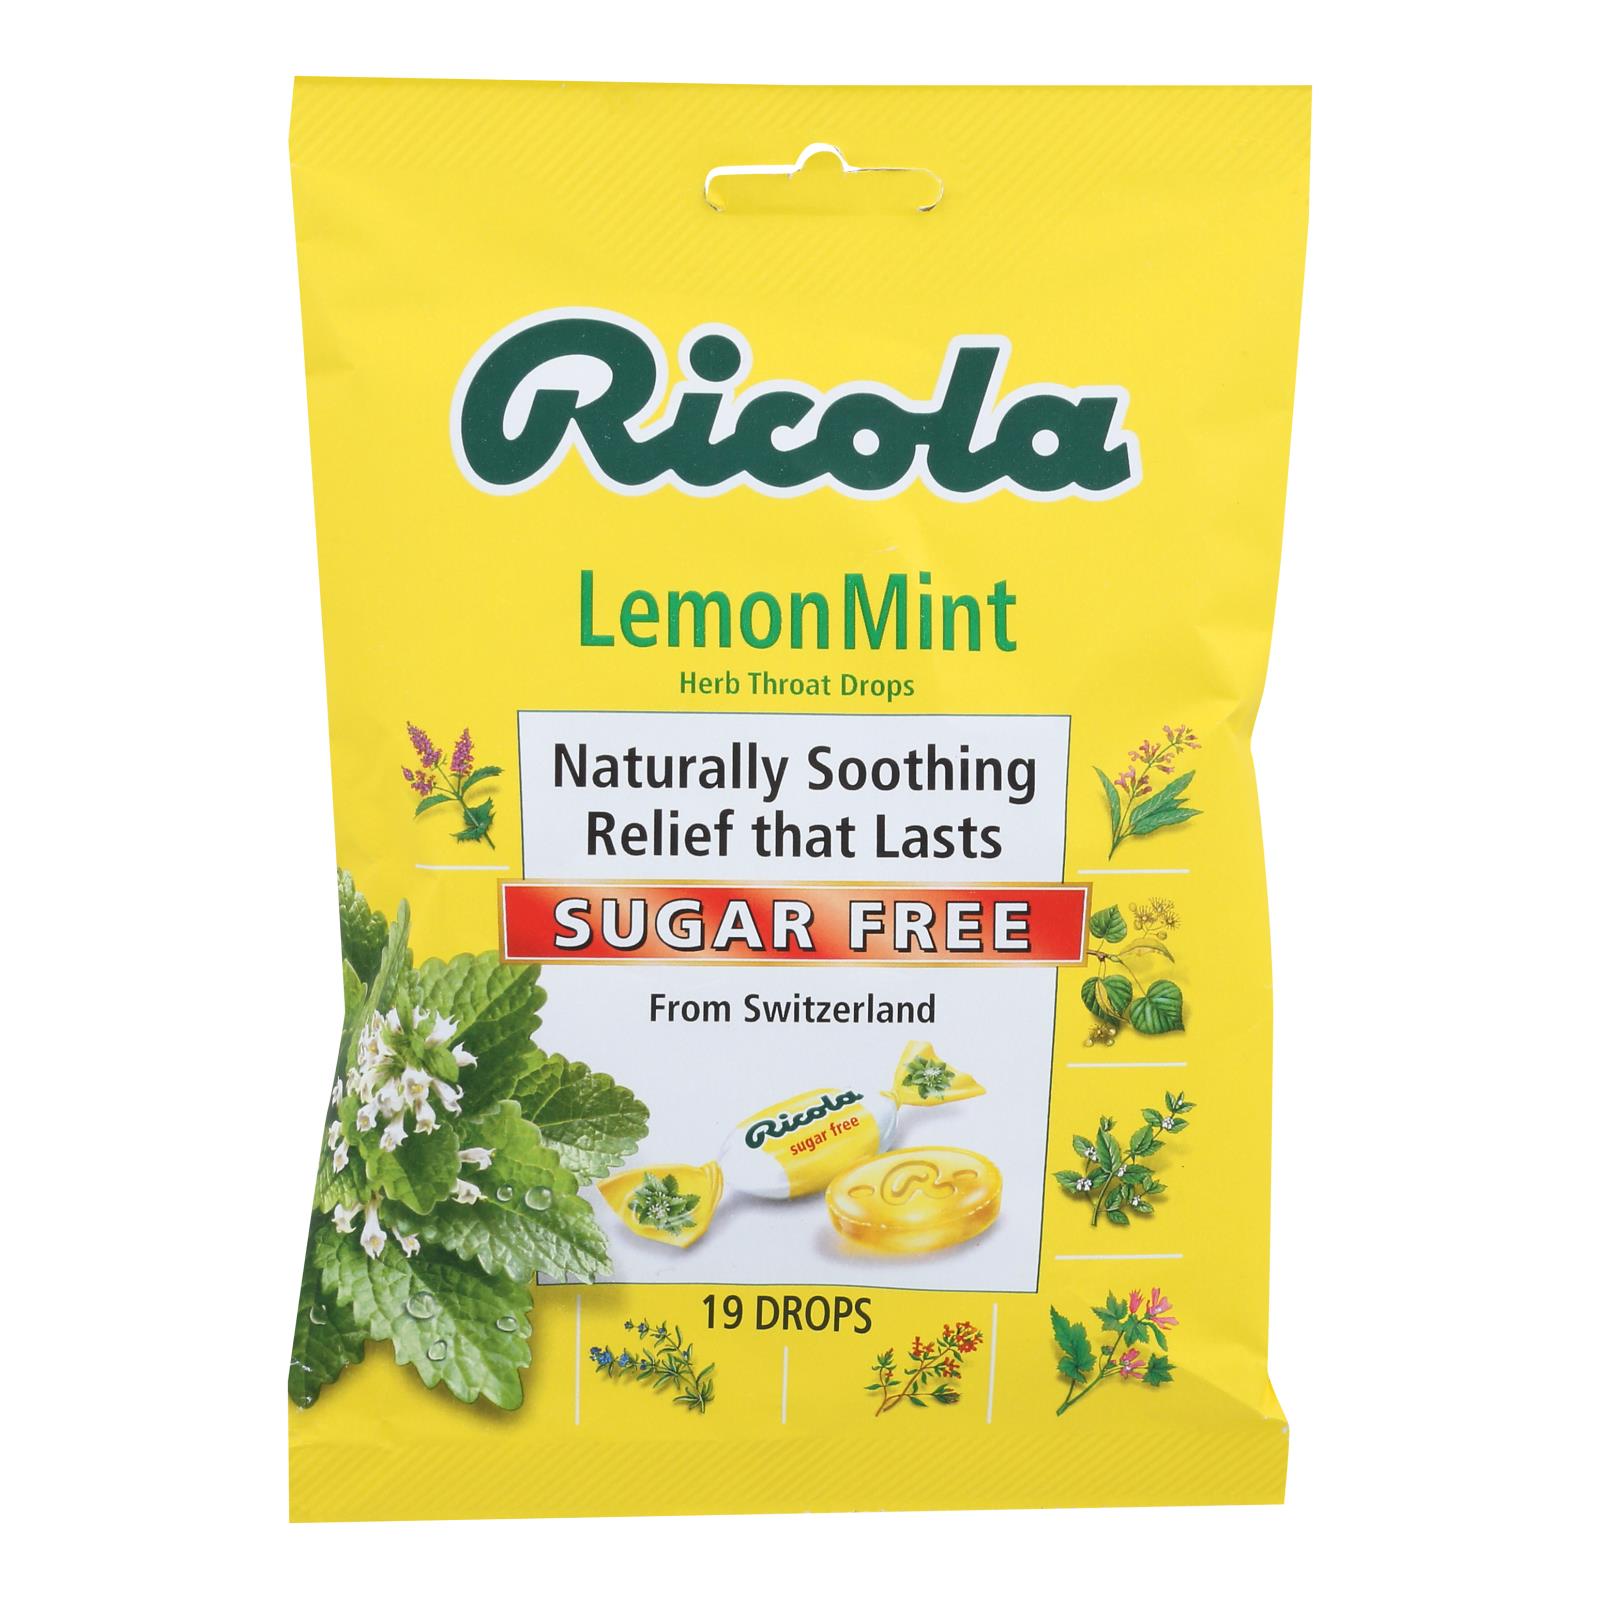 Ricola
LemonMint
Herb Throat Drops
Naturally Soothing
Relief that Lasts
SUGAR FREE
From Switzerland
Ricola
sugar free
19 DROPS